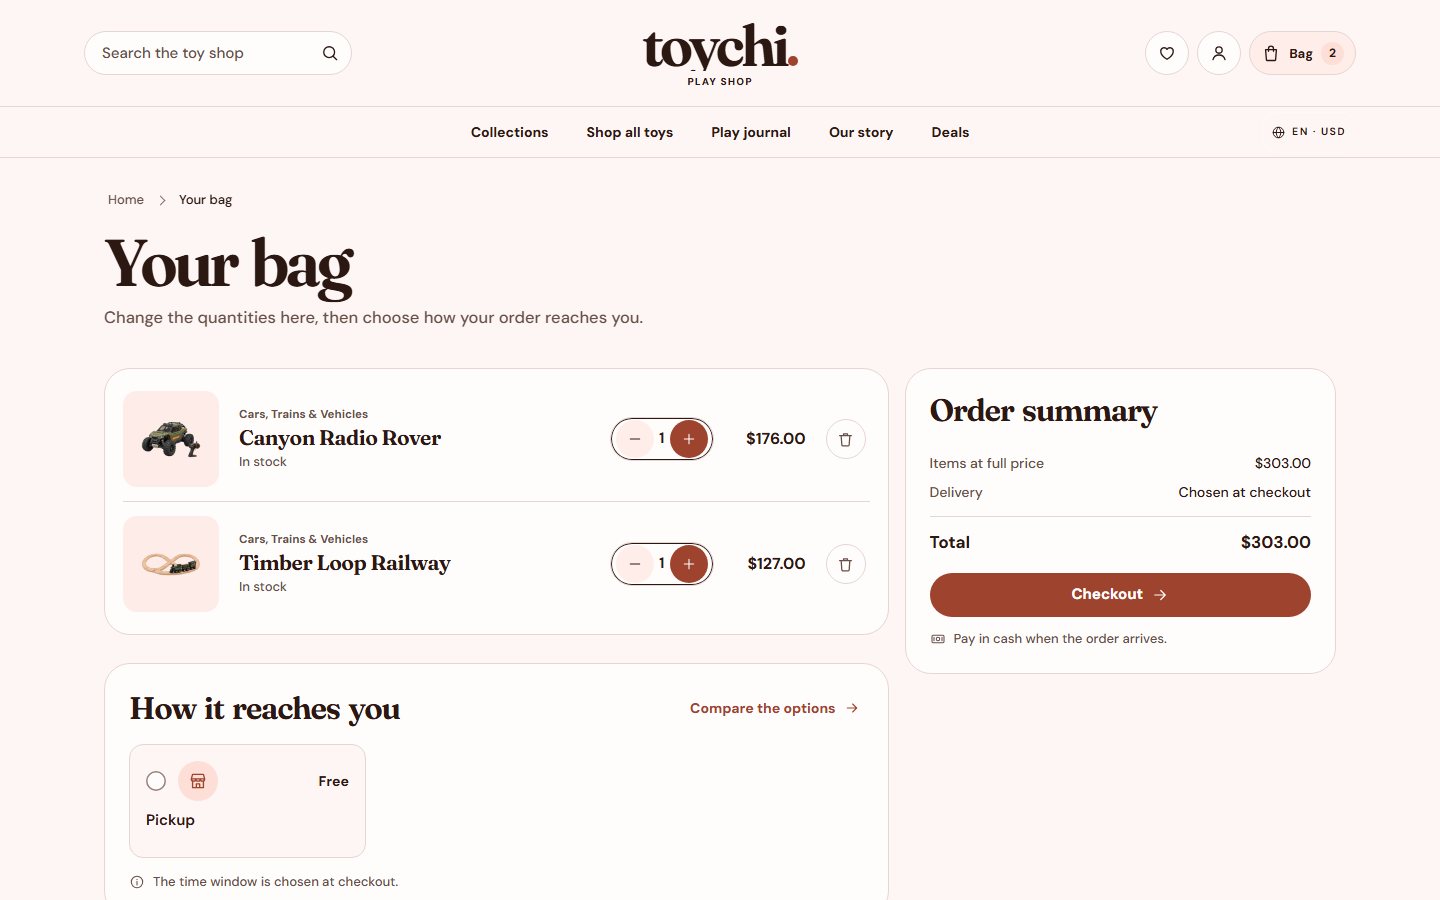 Search the toy shop
toychi.
PLAY SHOP
Bag 2
Collections Shop all toys Play journal Our story Deals
EN · USD
Home Your bag
Your bag
Change the quantities here, then choose how your order reaches you.
Cars, Trains & Vehicles
Canyon Radio Rover
In stock
1
$176.00
Cars, Trains & Vehicles
Timber Loop Railway
In stock
1
$127.00
Order summary
Items at full price $303.00
Delivery Chosen at checkout
Total $303.00
Checkout
Pay in cash when the order arrives.
How it reaches you
Compare the options
Free
Pickup
The time window is chosen at checkout.